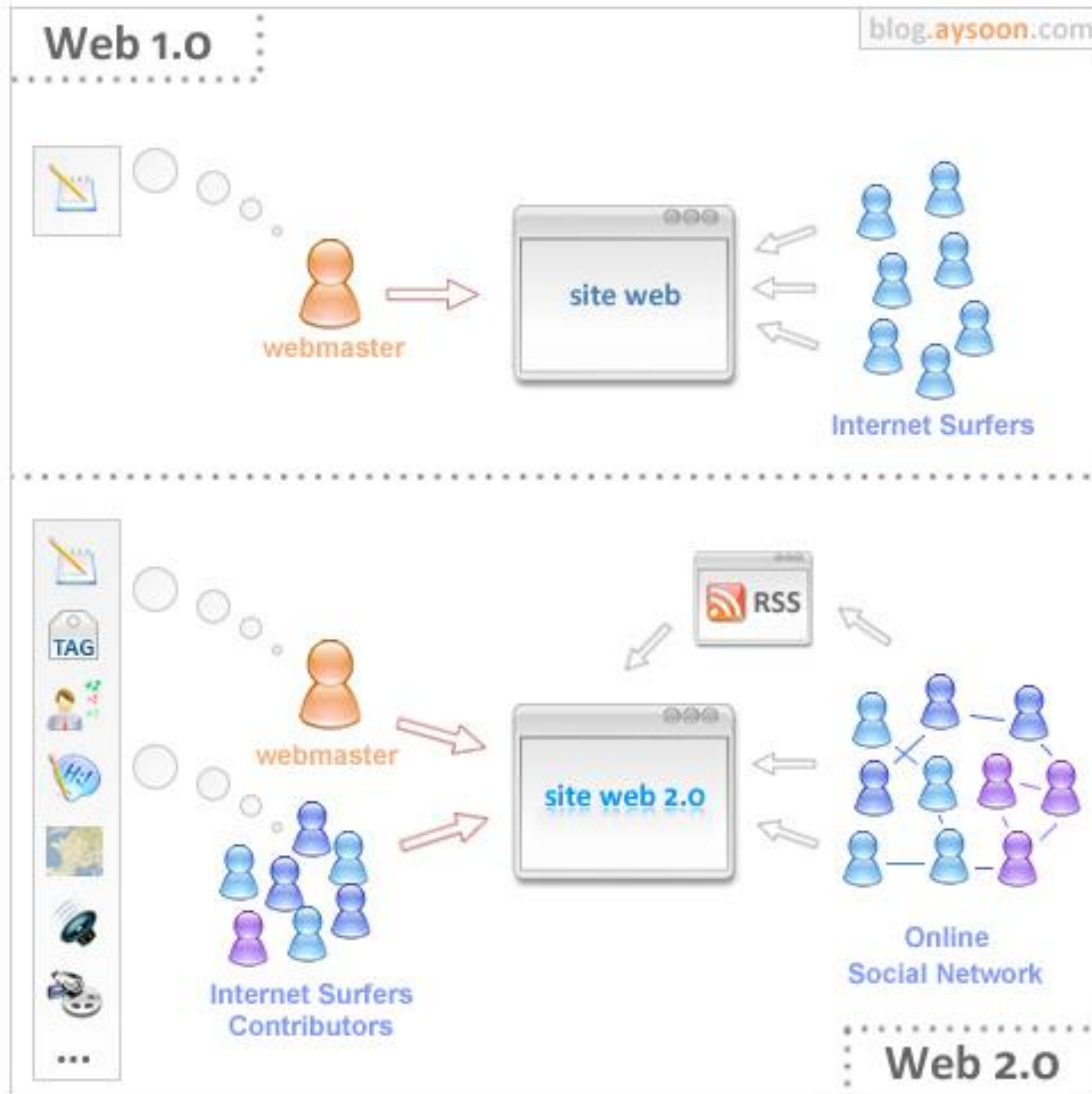 Web 1.0
blog.aysoon.com
site web
webmaster
Internet Surfers
RSS
TAG
+2
webmaster
site web 2.0
Hi!
Internet Surfers
Contributors
Online
Social Network
...
Web 2.0